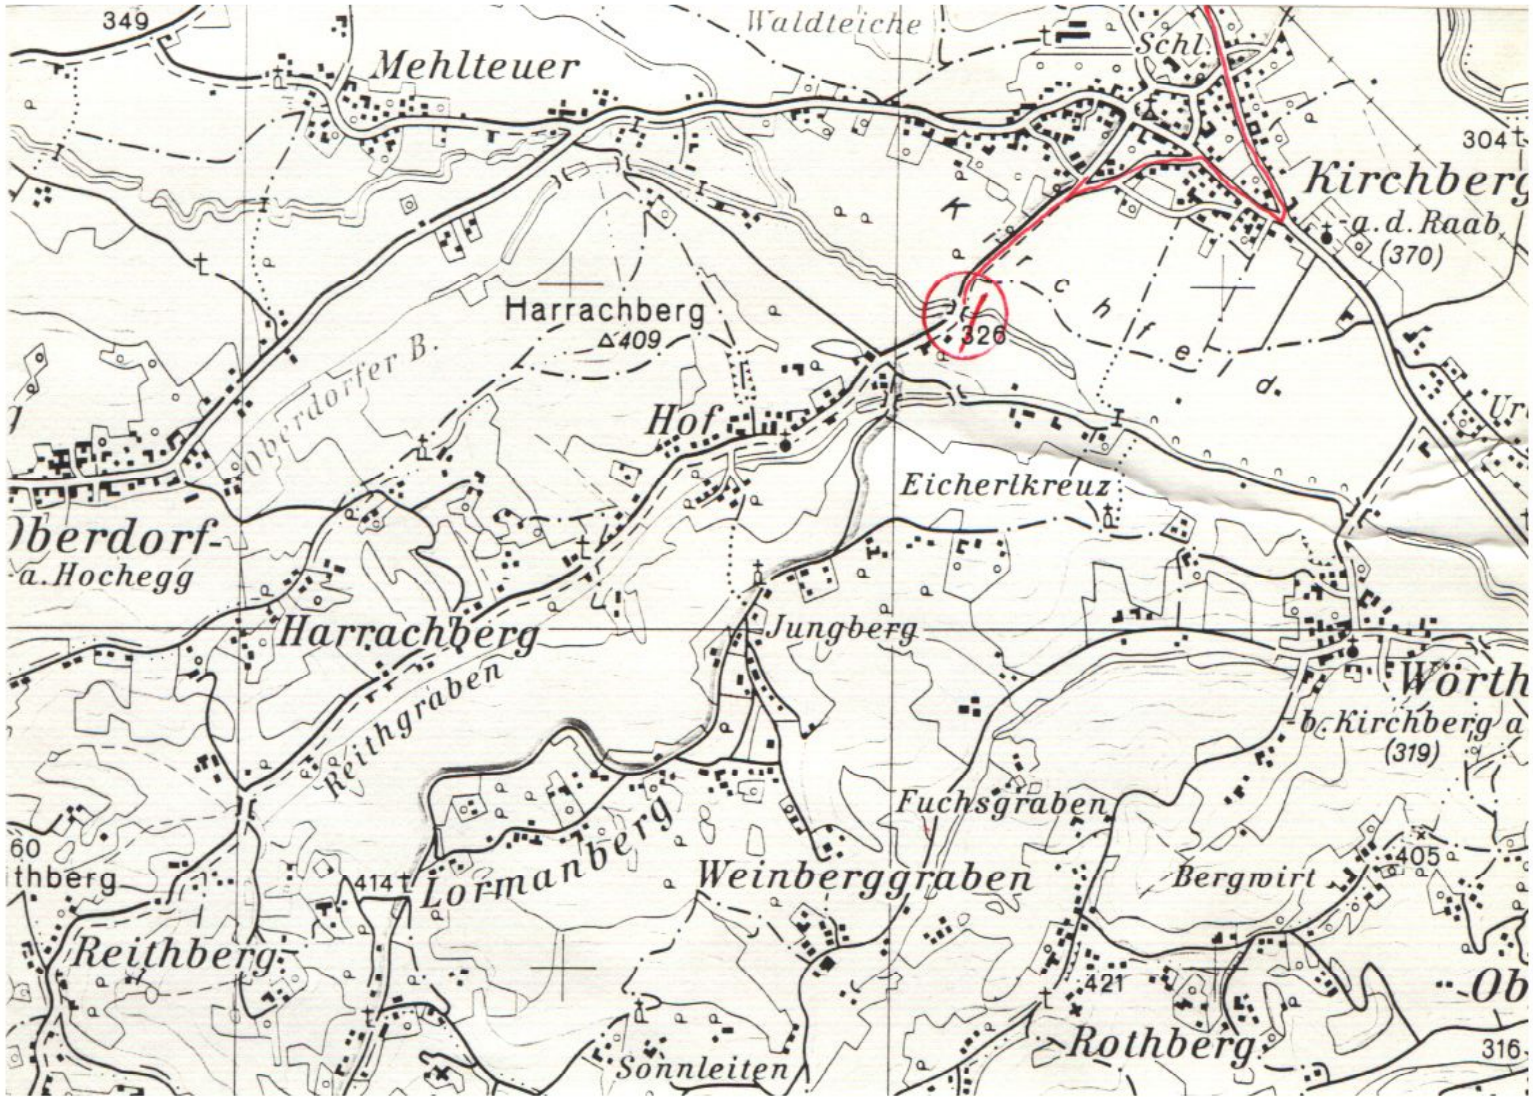 349
Waldteiche
Schl.
Mehlteuer
304
Kirchberg
a.d. Raab
(370)
K i r c h f e l d
Harrachberg
409
326
Oberdorfer B.
Hof
Eicherlkreuz
Oberdorf-
a. Hochegg
Harrachberg
Jungberg
Reithgraben
Wörth
b. Kirchberg a
(319)
Fuchsgraben
60
ithberg
414
Lormanberg
Weinberggraben
Bergwirt
405
Reithberg
421
Ob
Rothberg
Sonnleiten
316